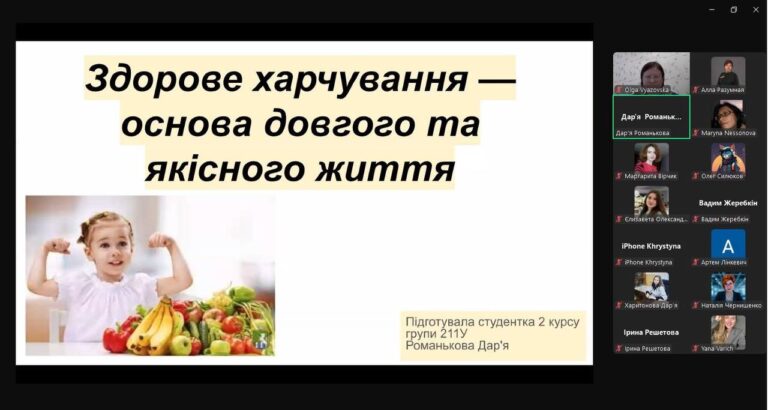 Здорове харчування —
основа довгого та
якісного життя
Підготувала студентка 2 курсу
групи 211У
Романькова Дар'я
Olga Vyazovska
Алла Разумная
Дар'я Романьк...
Дар'я Романькова
Maryna Nessonova
Маргарита Вірчик
Олег Силюков
Єлизавета Олександ...
Вадим Жеребкін
Вадим Жеребкін
iPhone Khrystyna
iPhone Khrystyna
А
Артем Лінкевич
Харитонова Дар'я
Наталія Чернишенко
Ірина Решетова
Ірина Решетова
Yana Varich